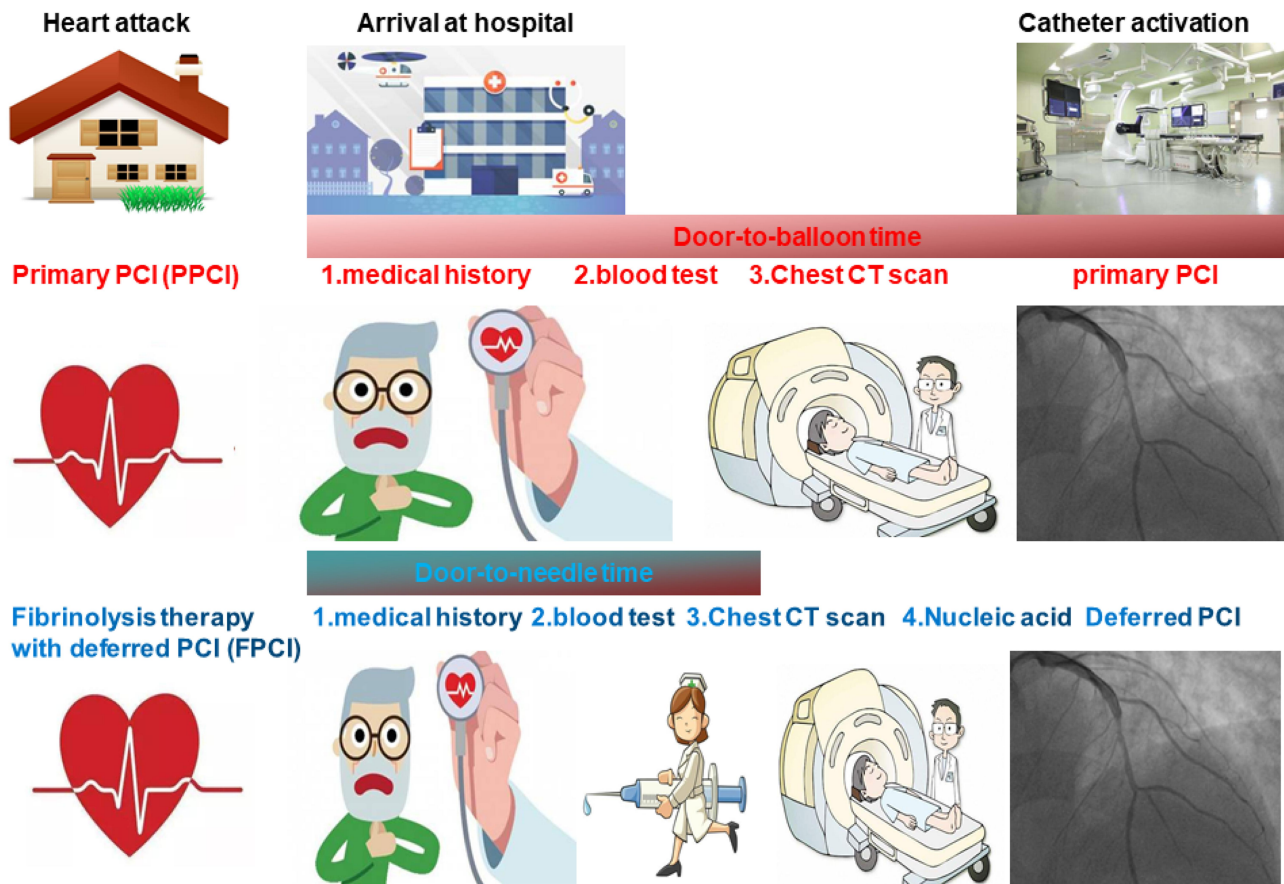 Heart attack
Arrival at hospital
Catheter activation
Door-to-balloon time
Primary PCI (PPCI)
1.medical history
2.blood test
3.Chest CT scan
primary PCI
Door-to-needle time
Fibrinolysis therapy
with deferred PCI (FPCI)
1.medical history
2.blood test
3.Chest CT scan
4.Nucleic acid
Deferred PCI